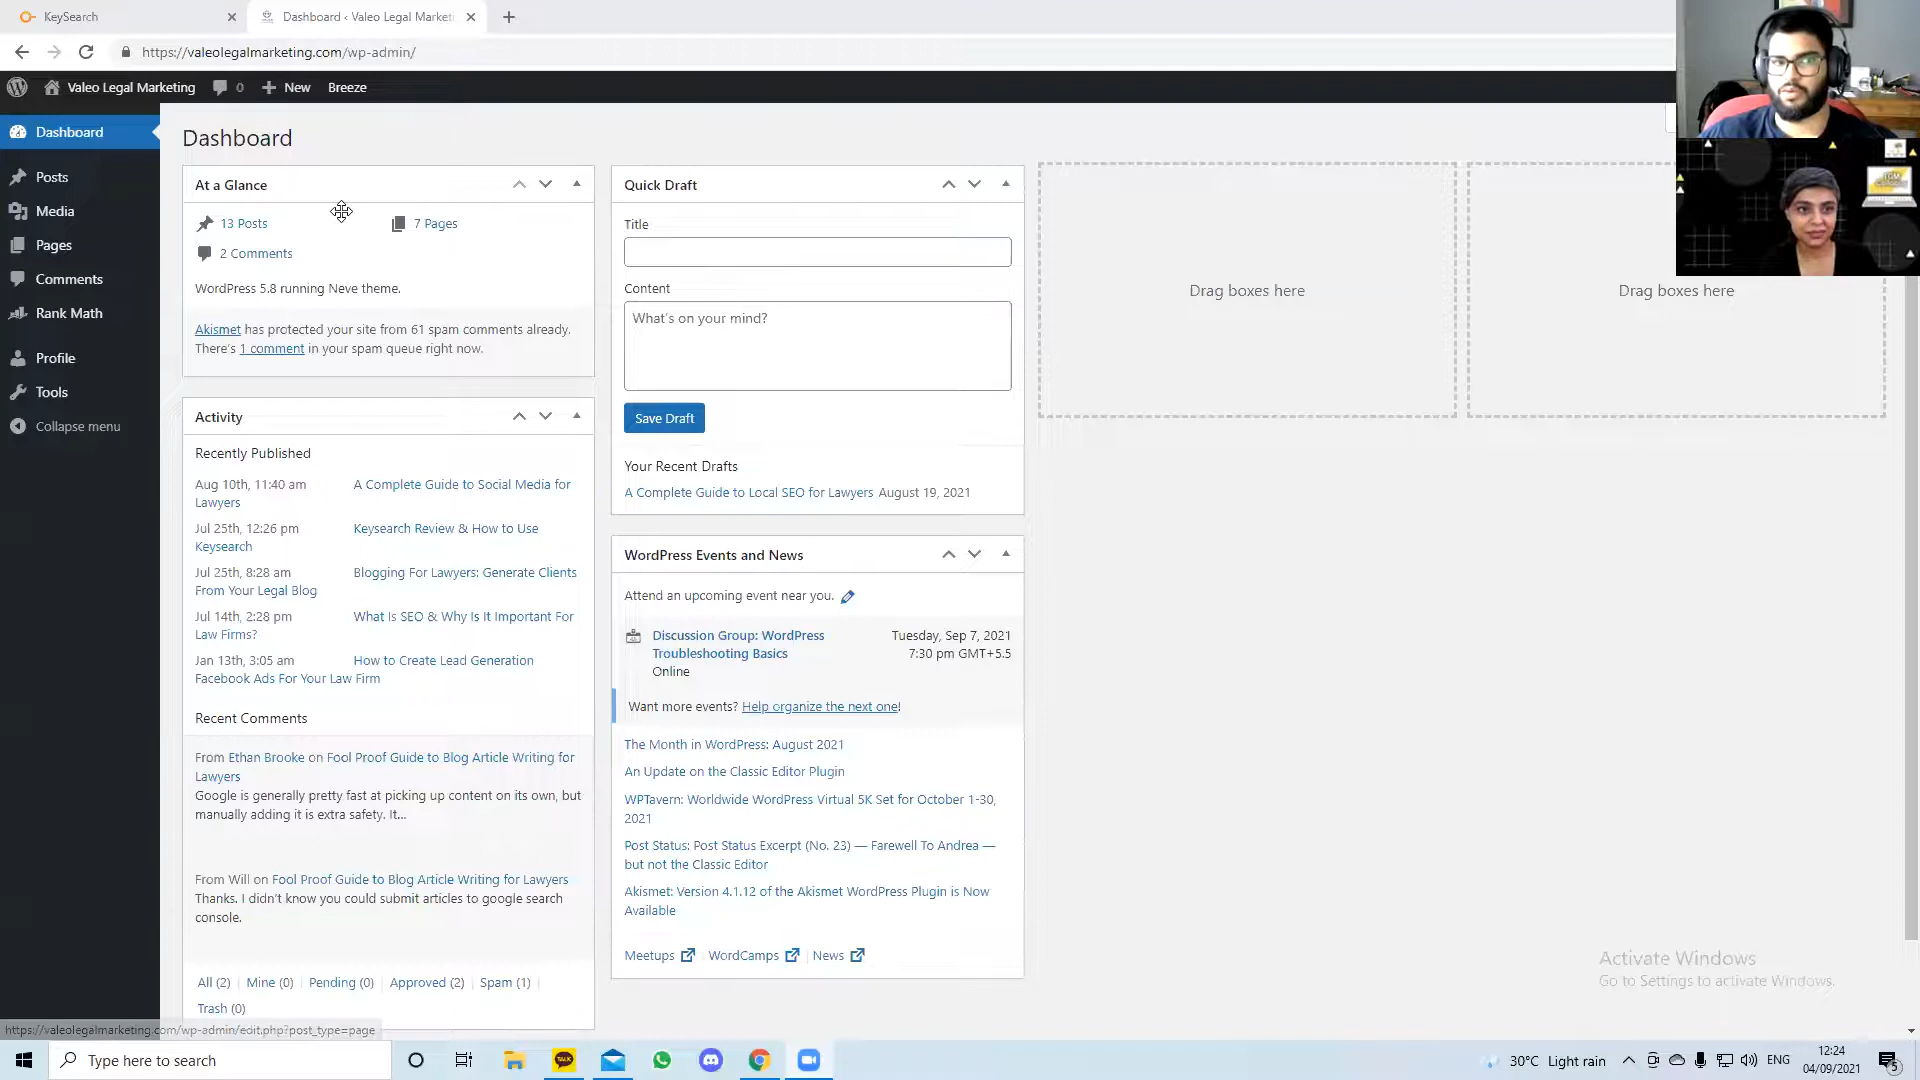 KeySearch
Dashboard ‹ Valeo Legal Market
https://valeolegalmarketing.com/wp-admin/
Valeo Legal Marketing
0
New
Breeze
Dashboard
Posts
Media
Pages
Comments
Rank Math
Profile
Tools
Collapse menu
Dashboard
At a Glance
13 Posts
7 Pages
2 Comments
WordPress 5.8 running Neve theme.
Akismet has protected your site from 61 spam comments already.
There's 1 comment in your spam queue right now.
Activity
Recently Published
Aug 10th, 11:40 am A Complete Guide to Social Media for
Lawyers
Jul 25th, 12:26 pm Keysearch Review & How to Use
Keysearch
Jul 25th, 8:28 am Blogging For Lawyers: Generate Clients
From Your Legal Blog
Jul 14th, 2:28 pm What Is SEO & Why Is It Important For
Law Firms?
Jan 13th, 3:05 am How to Create Lead Generation
Facebook Ads For Your Law Firm
Recent Comments
From Ethan Brooke on Fool Proof Guide to Blog Article Writing for
Lawyers
Google is generally pretty fast at picking up content on its own, but
manually adding it is extra safety. It...
From Will on Fool Proof Guide to Blog Article Writing for Lawyers
Thanks. I didn't know you could submit articles to google search
console.
All (2) | Mine (0) | Pending (0) | Approved (2) | Spam (1) |
Trash (0)
Quick Draft
Title
Content
What's on your mind?
Save Draft
Your Recent Drafts
A Complete Guide to Local SEO for Lawyers August 19, 2021
WordPress Events and News
Attend an upcoming event near you.
Discussion Group: WordPress
Troubleshooting Basics
Online
Tuesday, Sep 7, 2021
7:30 pm GMT+5.5
Want more events? Help organize the next one!
The Month in WordPress: August 2021
An Update on the Classic Editor Plugin
WPTavern: Worldwide WordPress Virtual 5K Set for October 1-30,
2021
Post Status: Post Status Excerpt (No. 23) — Farewell To Andrea —
but not the Classic Editor
Akismet: Version 4.1.12 of the Akismet WordPress Plugin is Now
Available
Meetups | WordCamps | News
Drag boxes here
Drag boxes here
Activate Windows
Go to Settings to activate Windows.
https://valeolegalmarketing.com/wp-admin/edit.php?post_type=page
Type here to search
TALK
30°C Light rain
ENG
12:24
04/09/2021
5